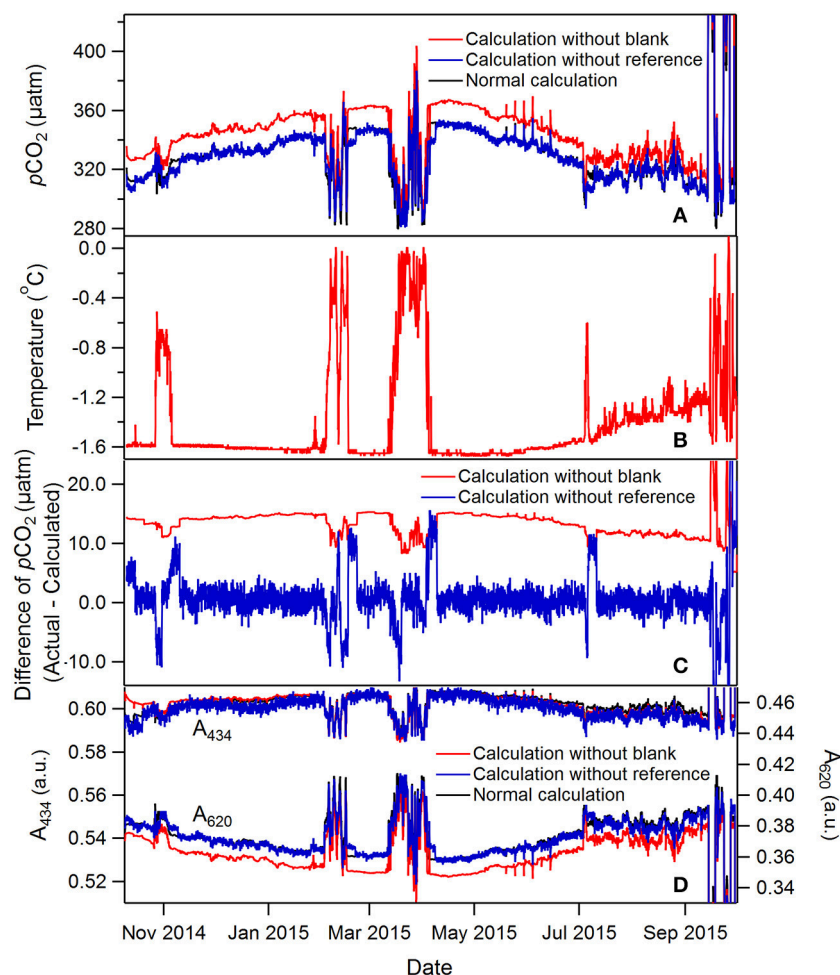 Calculation without blank
Calculation without reference
Normal calculation
400
360
320
280
pCO2 (µatm)
A
0.0
-0.4
-0.8
-1.2
-1.6
Temperature (°C)
B
Calculation without blank
Calculation without reference
20.0
10.0
0.0
-10.0
Difference of pCO2 (µatm)
(Actual - Calculated)
C
A434
Calculation without blank
Calculation without reference
Normal calculation
A620
0.60
0.58
0.56
0.54
0.52
A434 (a.u.)
0.46
0.44
0.42
0.40
0.38
0.36
0.34
A620 (a.u.)
D
Nov 2014
Jan 2015
Mar 2015
May 2015
Jul 2015
Sep 2015
Date